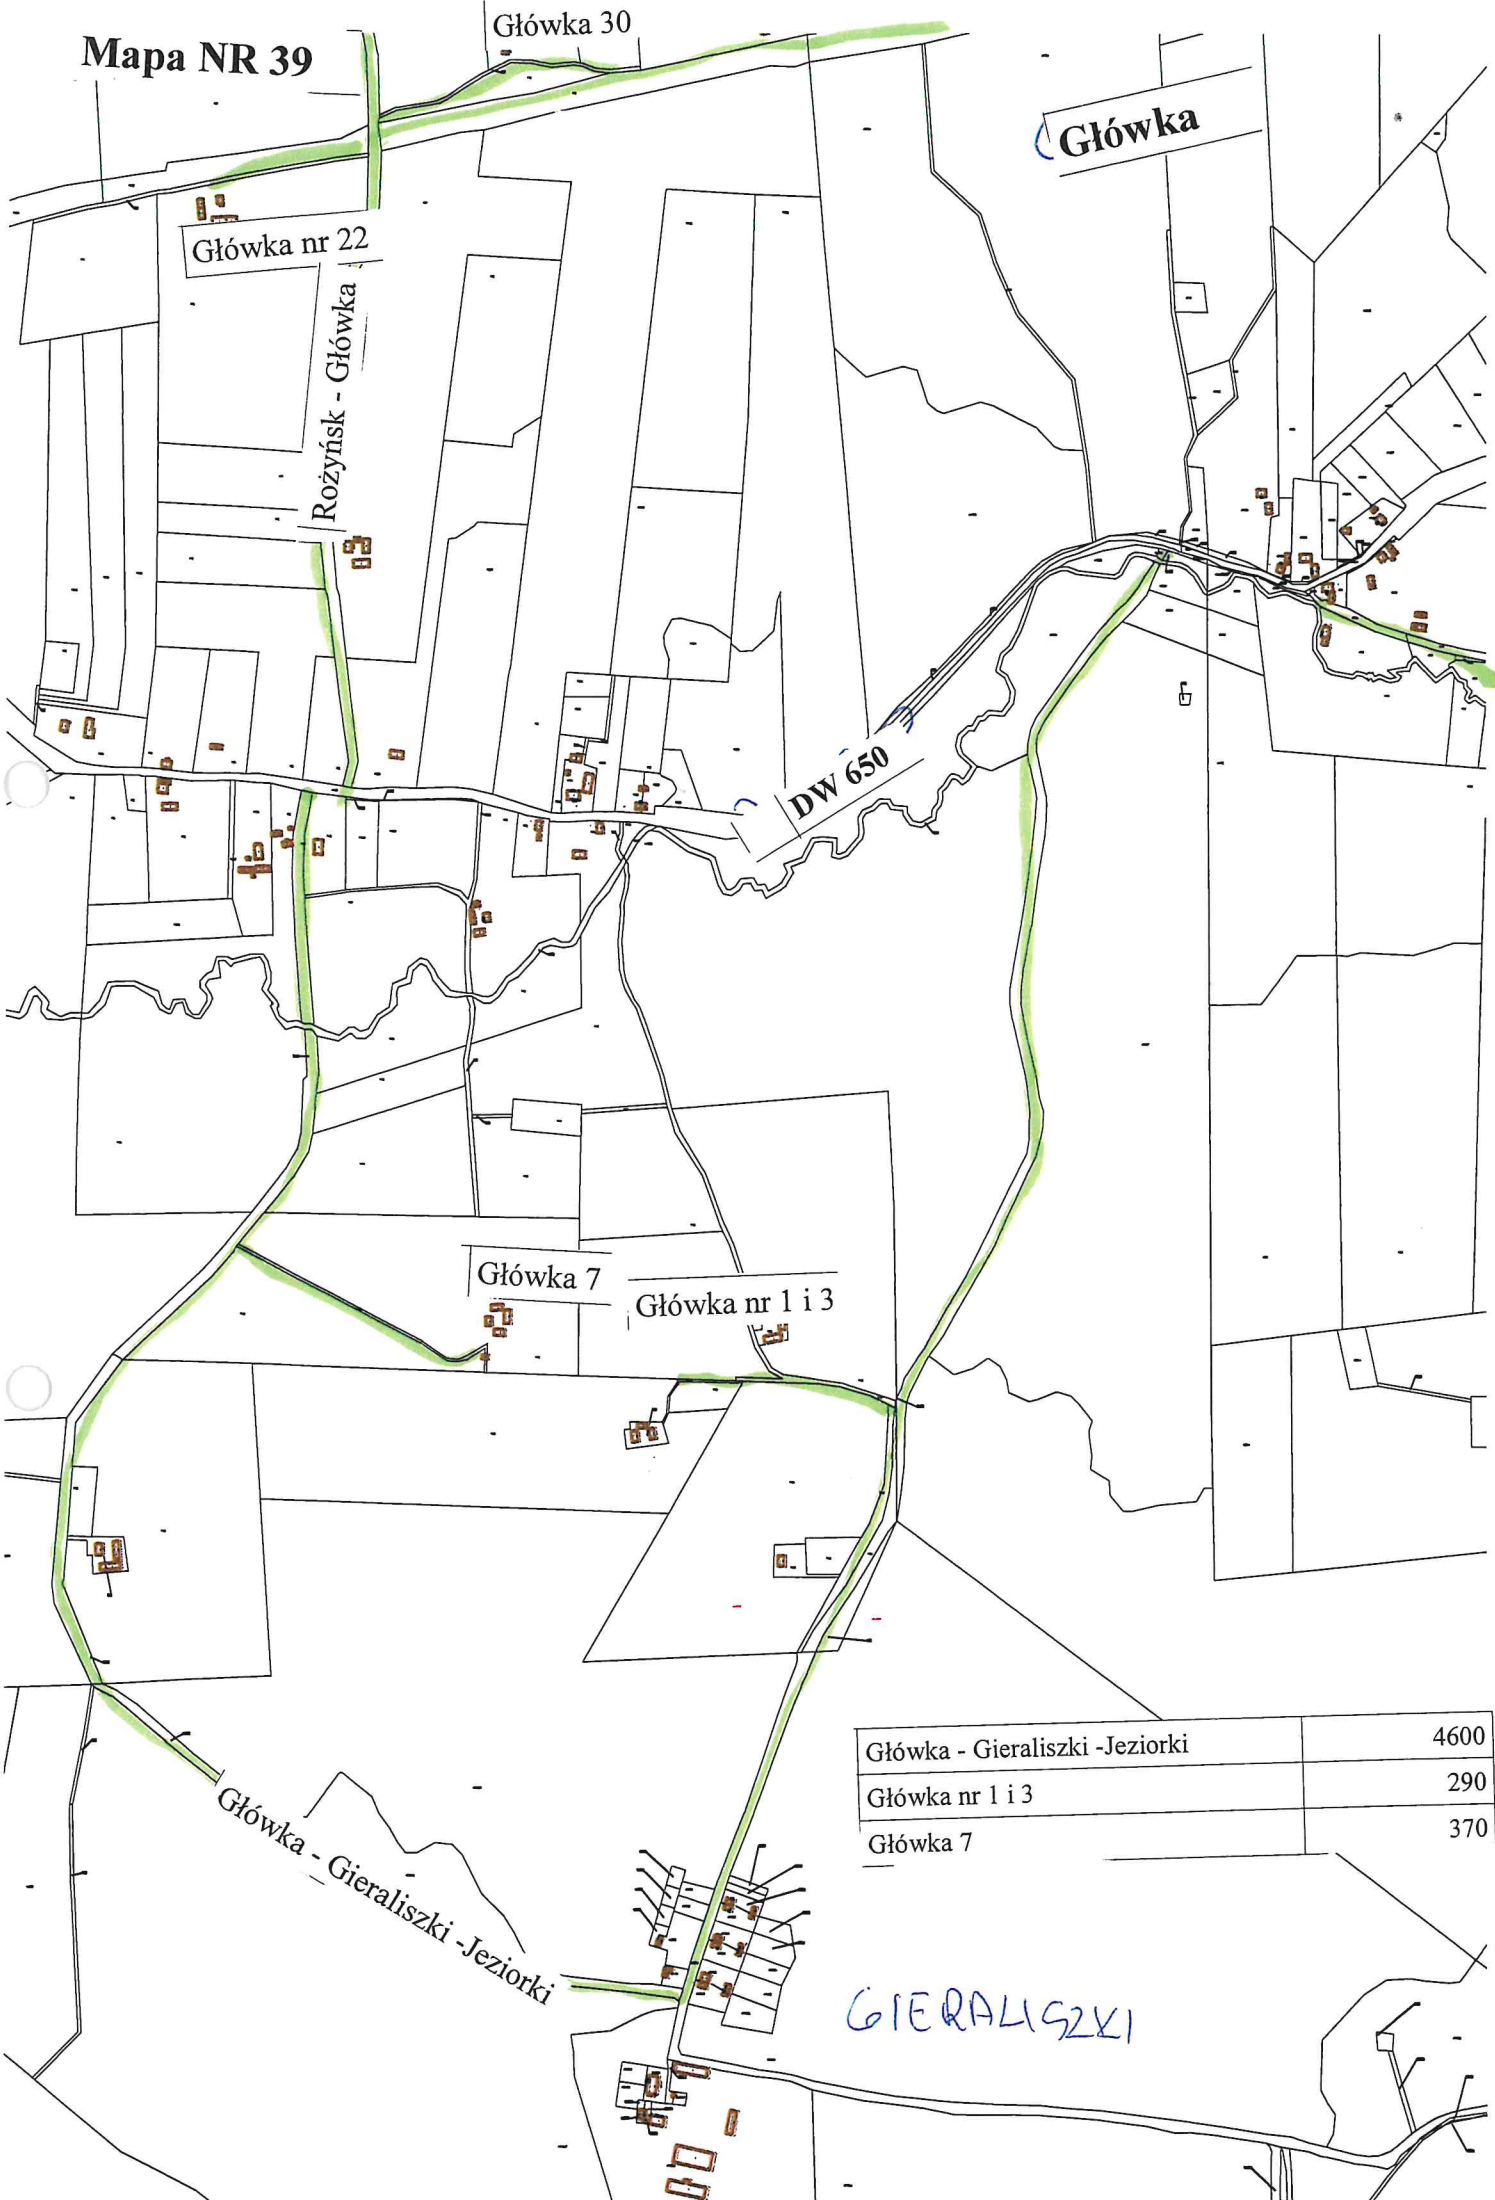 Główka 30
Mapa NR 39
Główka
Główka nr 22
Rożyńsk - Główka
DW 650
Główka 7
Główka nr 1 i 3
Główka - Gieraliszki -Jeziorki 4600
Główka nr 1 i 3 290
Główka 7 370
Główka - Gieraliszki -Jeziorki
GIERALISZKI